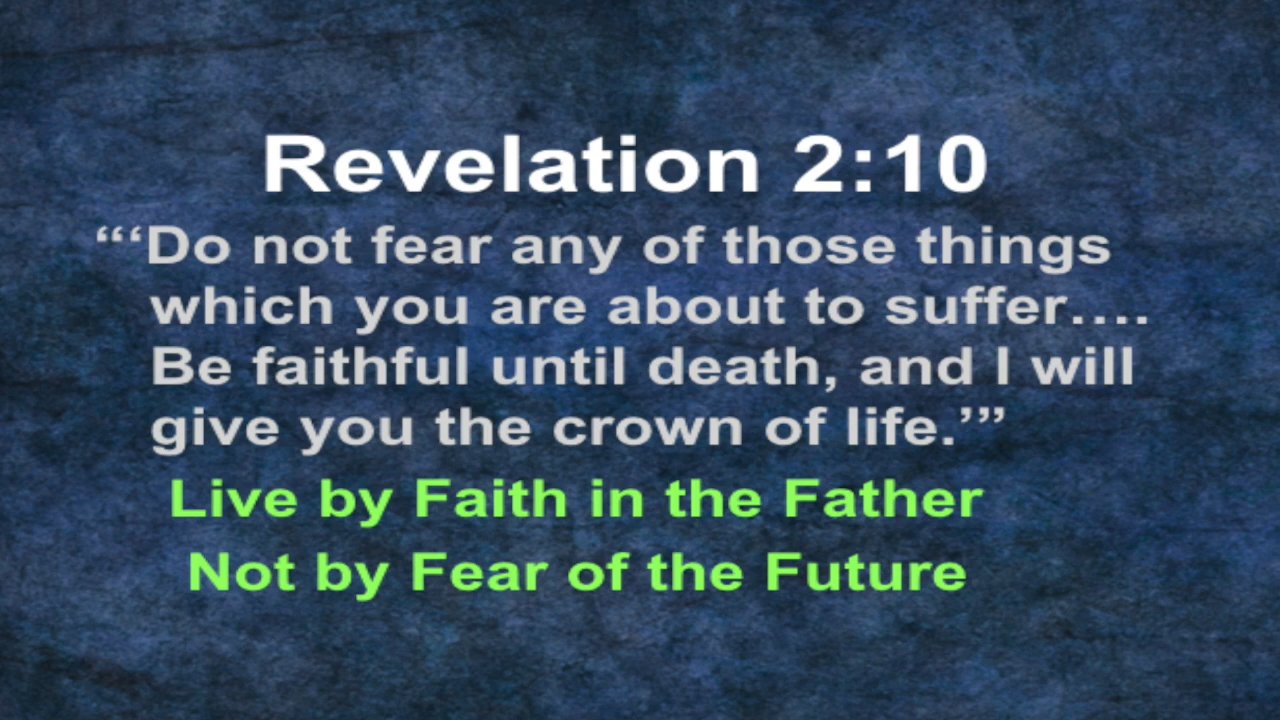 Revelation 2:10
“‘Do not fear any of those things
which you are about to suffer....
Be faithful until death, and I will
give you the crown of life.’”
Live by Faith in the Father
Not by Fear of the Future